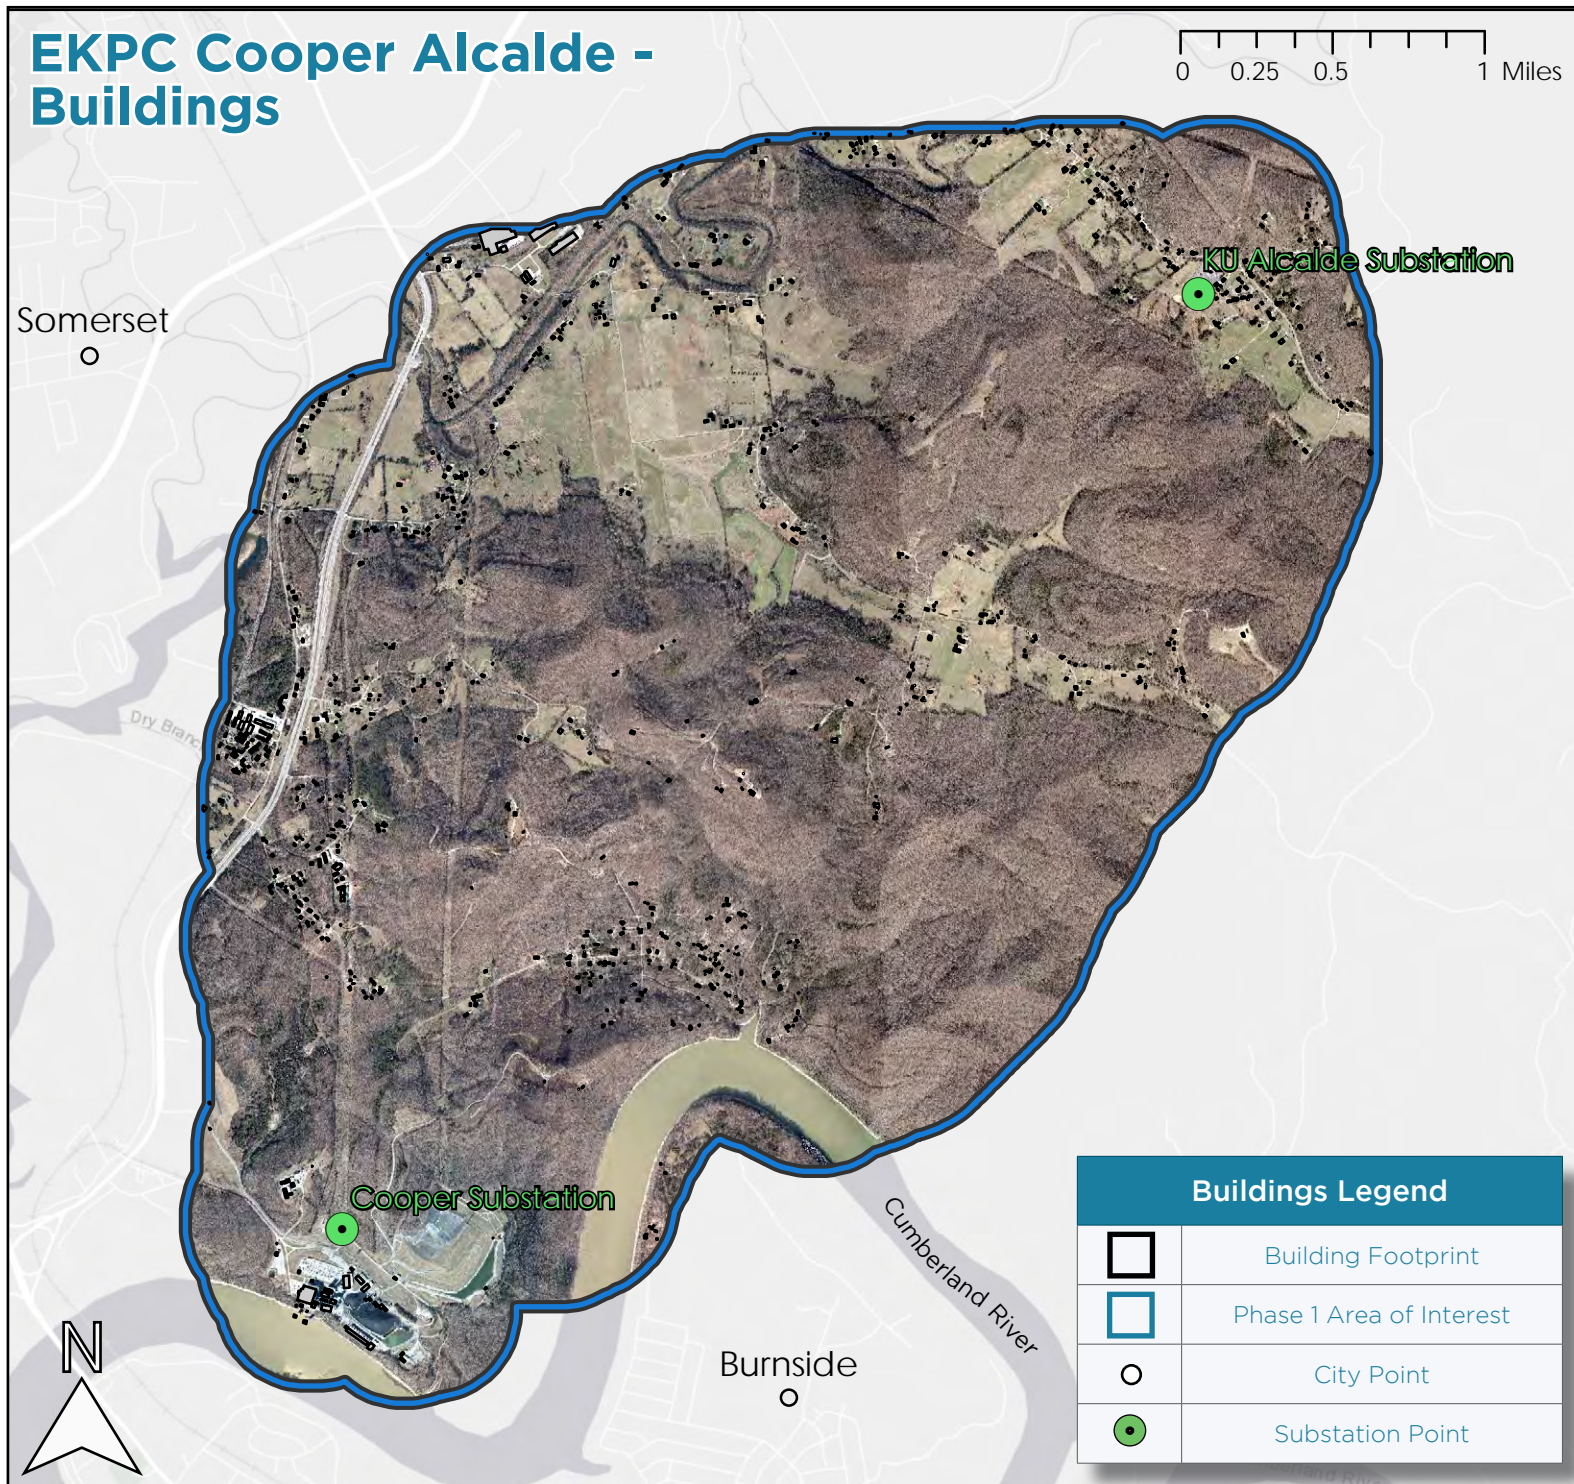 EKPC Cooper Alcalde -
Buildings
0 0.25 0.5 1 Miles
KU Alcalde Substation
Somerset
Dry Branch
Cooper Substation
Cumberland River
Burnside
N
Buildings Legend
Building Footprint
Phase 1 Area of Interest
City Point
Substation Point